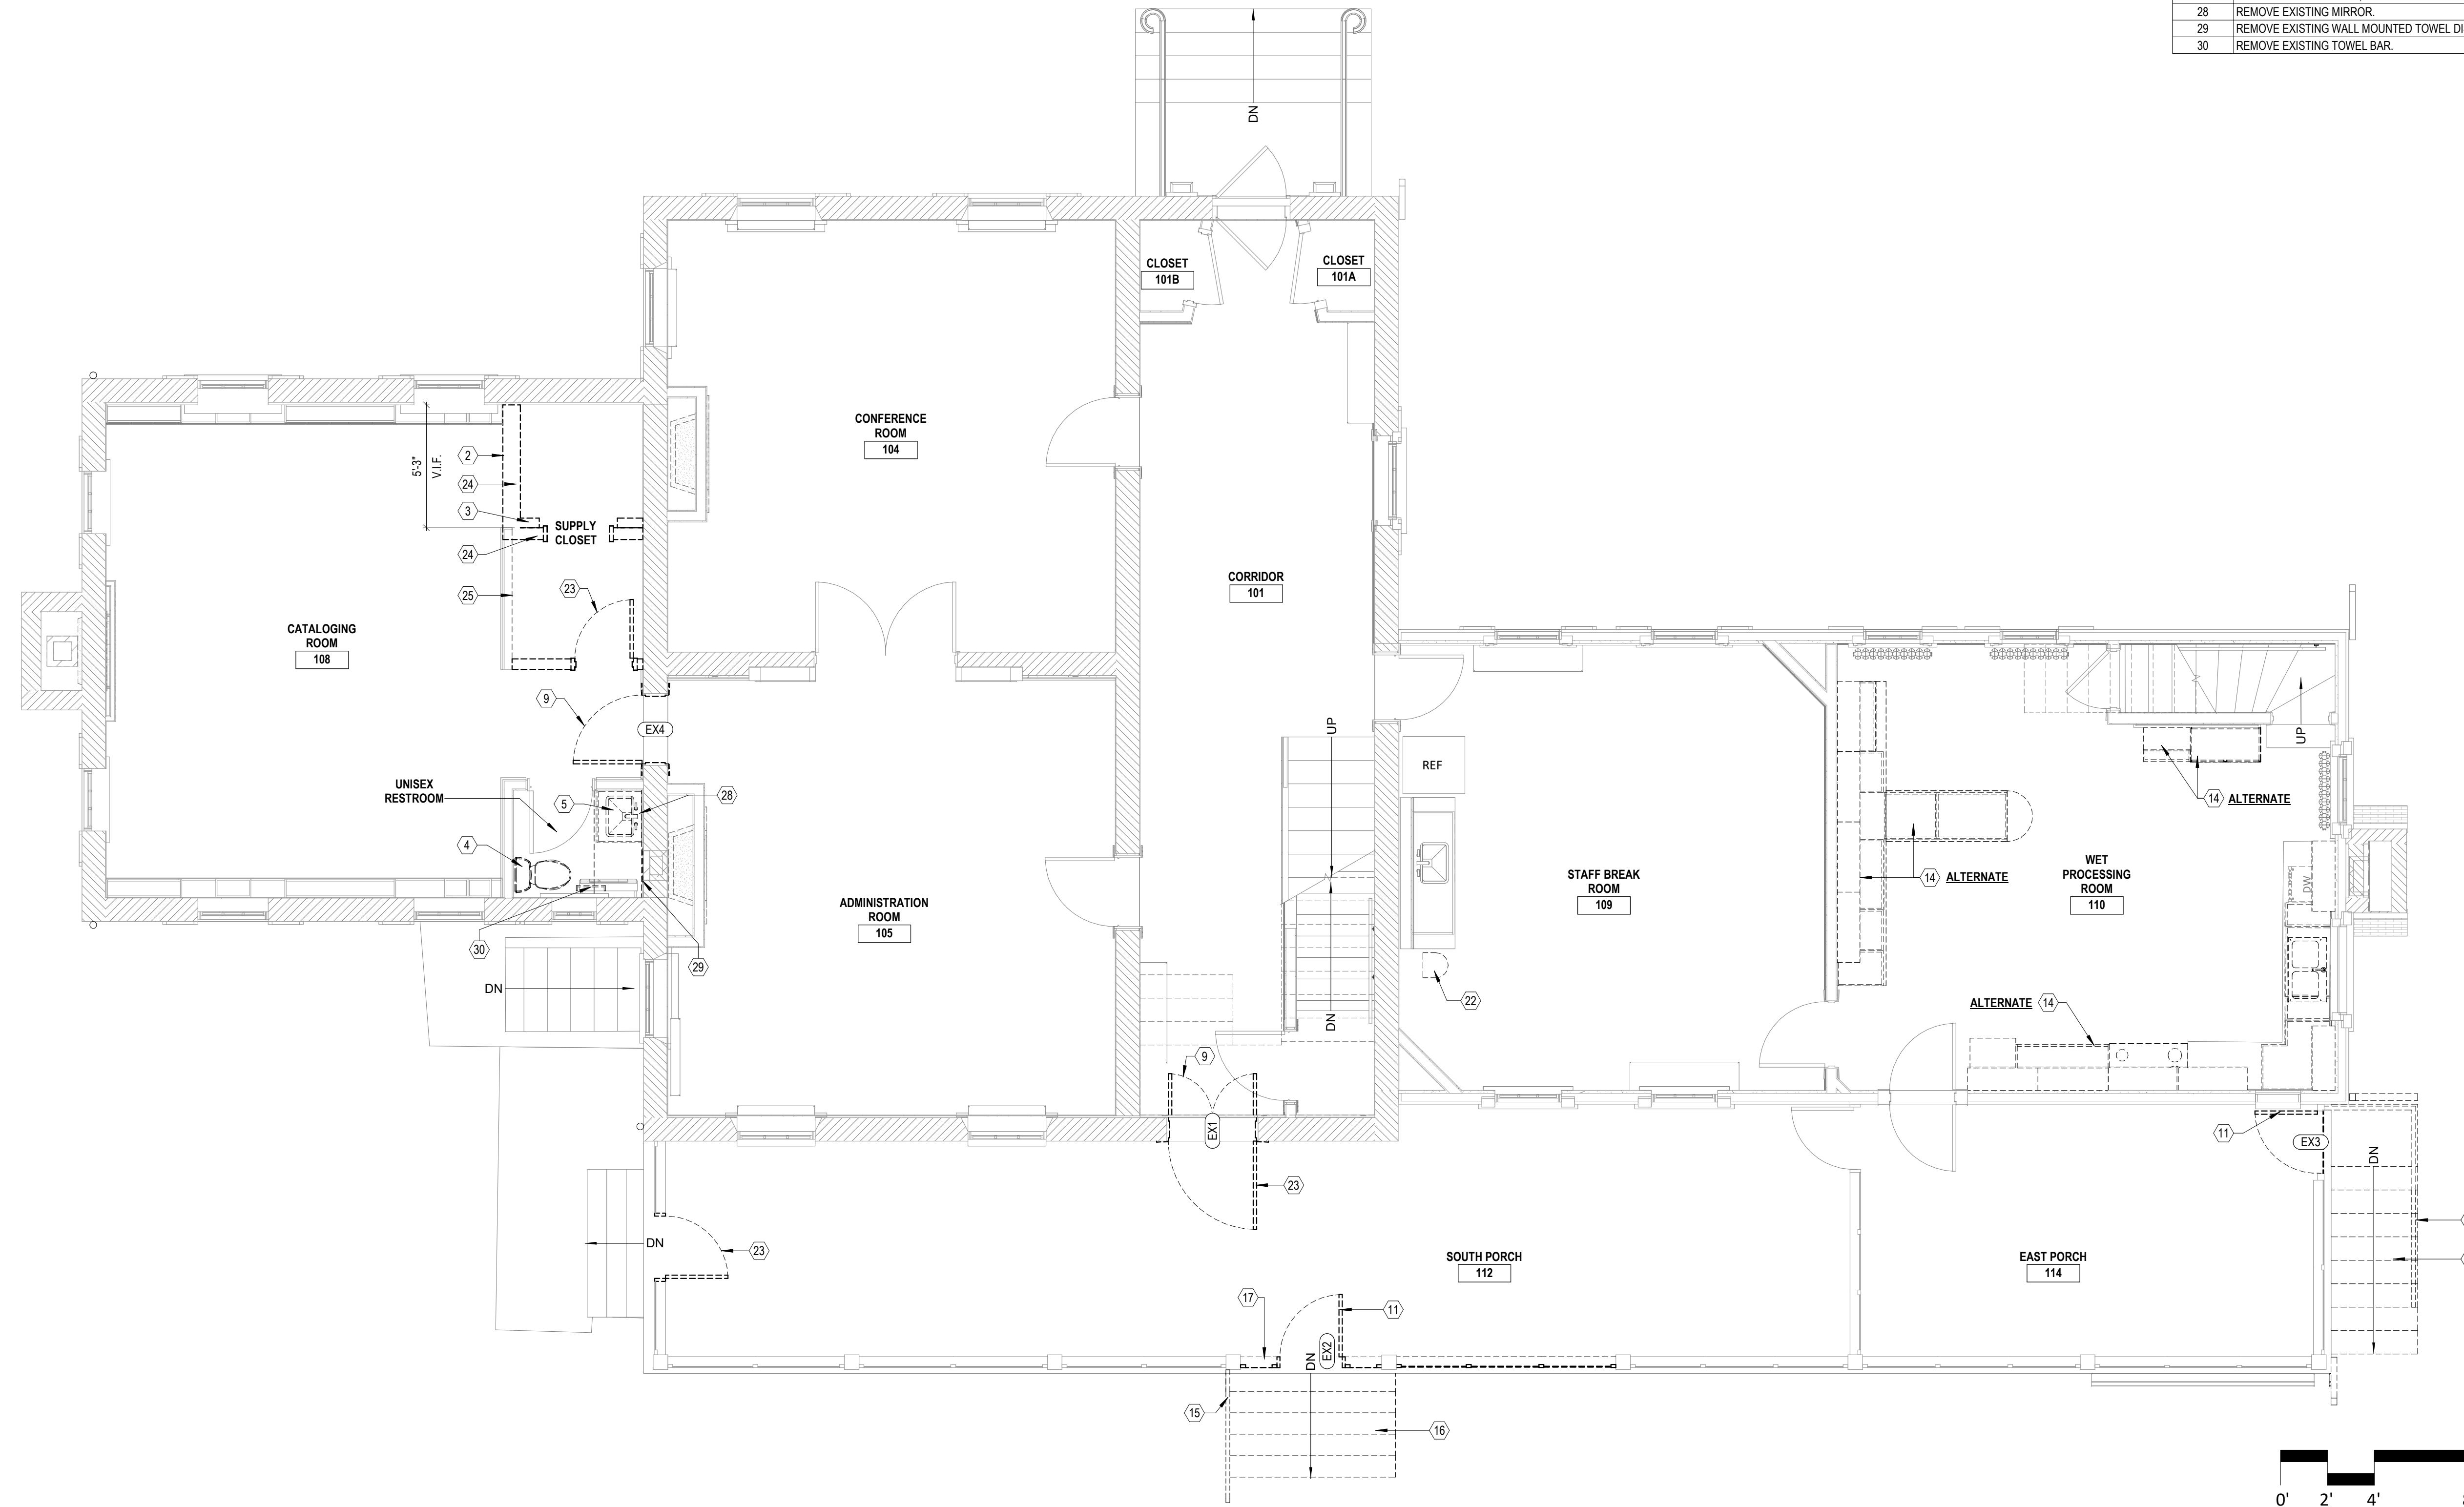 28 REMOVE EXISTING MIRROR.
29 REMOVE EXISTING WALL MOUNTED TOWEL DI
30 REMOVE EXISTING TOWEL BAR.
DN
CLOSET
101B
CLOSET
101A
CONFERENCE
ROOM
104
5'-3"
V.I.F.
2
24
3
24
SUPPLY
CLOSET
25
23
CORRIDOR
101
CATALOGING
ROOM
108
9
EX4
UP
UP
REF
UNISEX
RESTROOM
5
28
4
14 ALTERNATE
STAFF BREAK
ROOM
109
14 ALTERNATE
WET
PROCESSING
ROOM
110
DW
ADMINISTRATION
ROOM
105
30
29
DN
22
DN
ALTERNATE 14
9
EX1
11
EX3
DN
23
23
DN
SOUTH PORCH
112
EAST PORCH
114
17
11
EX2
DN
15
16
0' 2' 4'